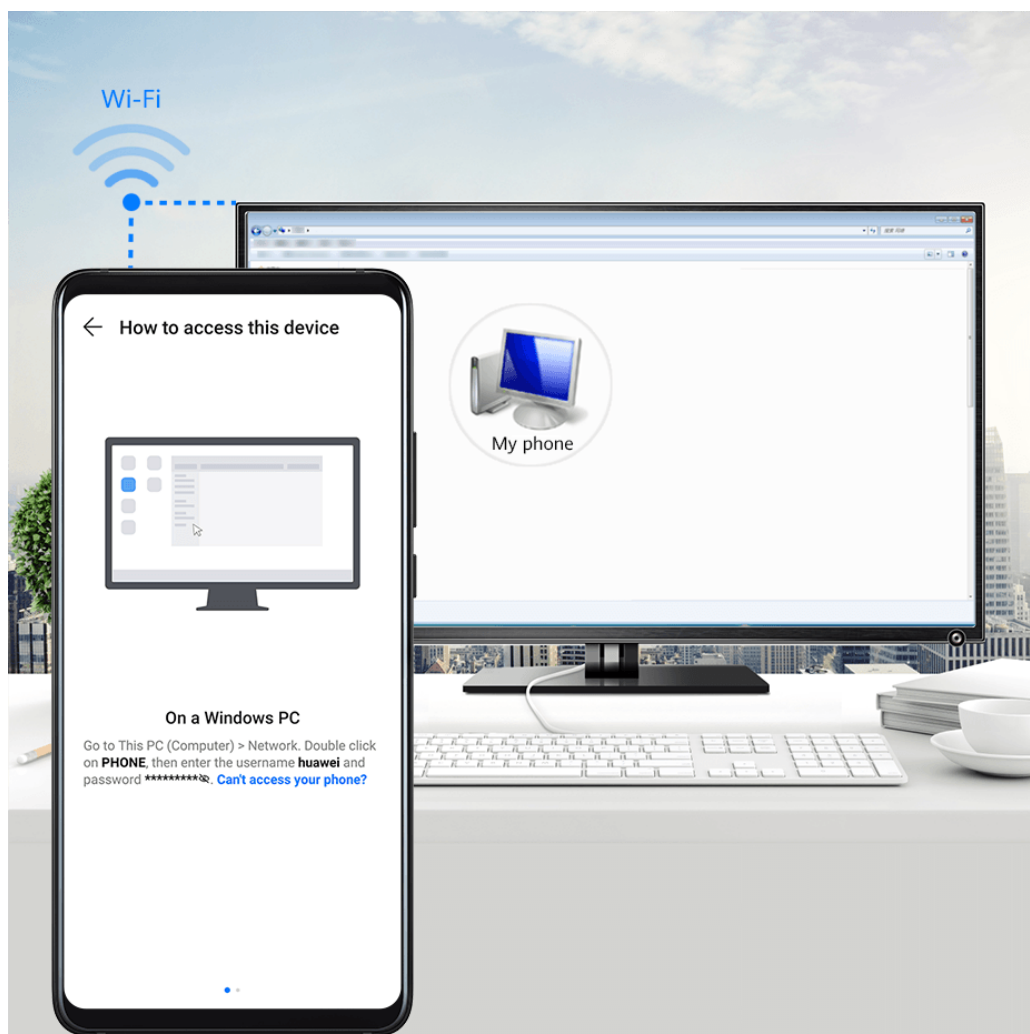 Wi-Fi
How to access this device
My phone
On a Windows PC
Go to This PC (Computer) > Network. Double click
on PHONE, then enter the username huawei and
password *********. Can't access your phone?